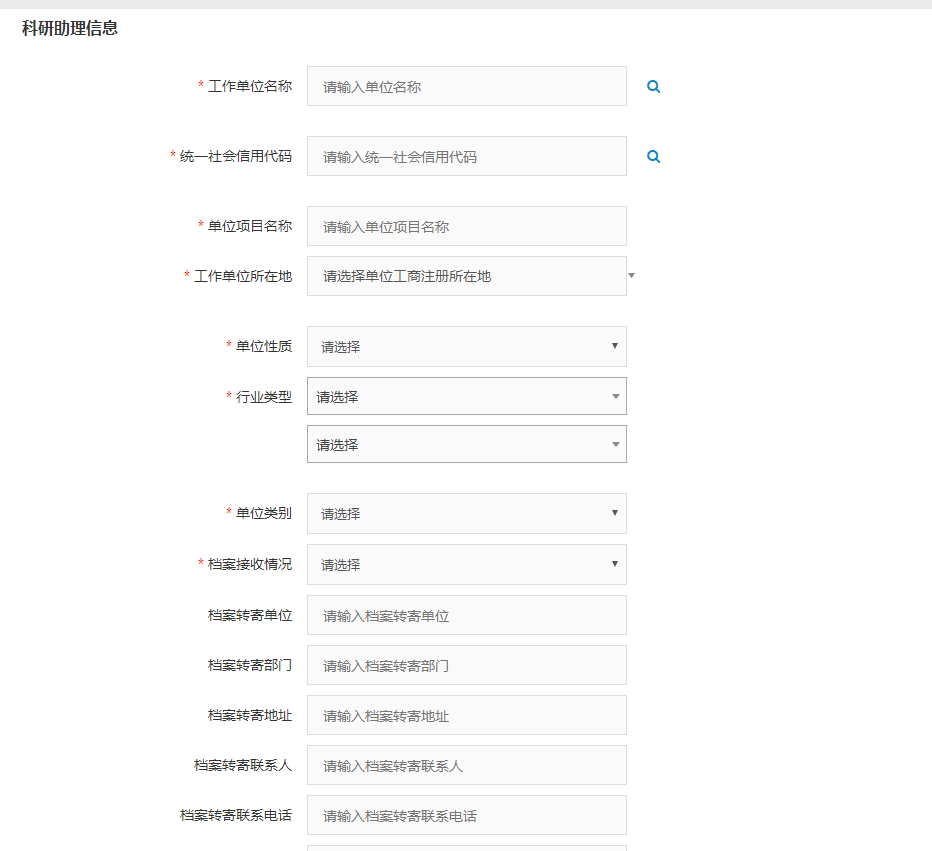 科研助理信息
* 工作单位名称 请输入单位名称
* 统一社会信用代码 请输入统一社会信用代码
* 单位项目名称 请输入单位项目名称
* 工作单位所在地 请选择单位工商注册所在地
* 单位性质 请选择
* 行业类型 请选择
请选择
* 单位类别 请选择
* 档案接收情况 请选择
档案转寄单位 请输入档案转寄单位
档案转寄部门 请输入档案转寄部门
档案转寄地址 请输入档案转寄地址
档案转寄联系人 请输入档案转寄联系人
档案转寄联系电话 请输入档案转寄联系电话